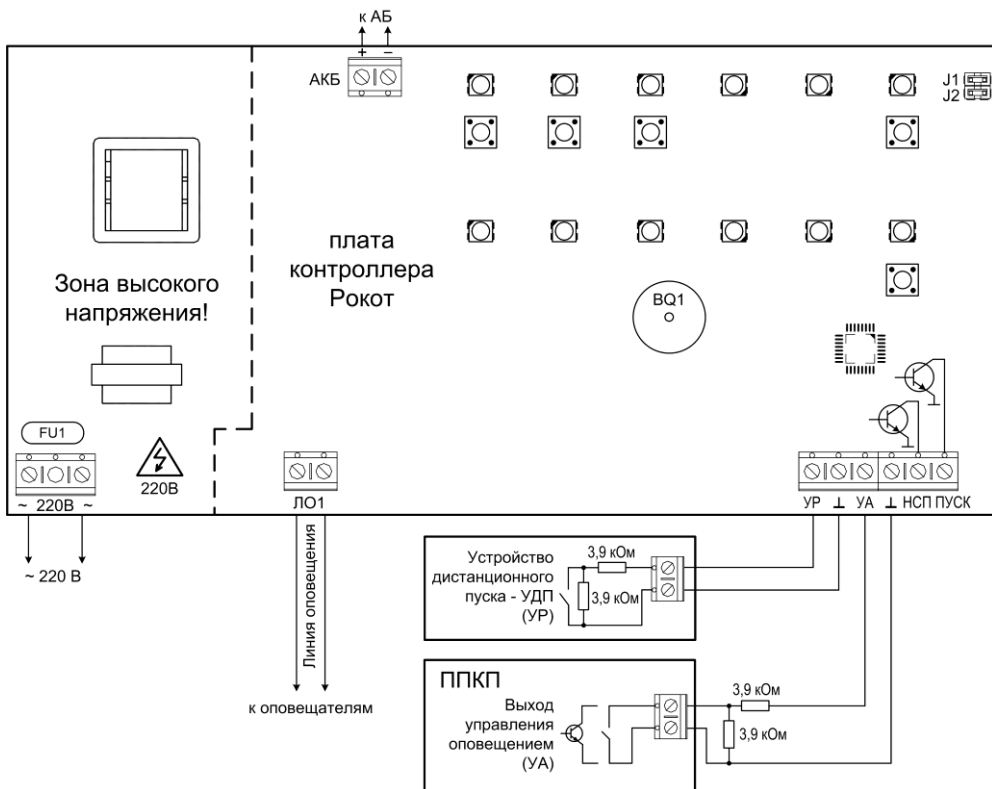 к АБ
+ −
АКБ
J1
J2
плата
контроллера
Рокот
Зона высокого
напряжения!
BQ1
FU1
220В
~ 220В ~
ЛО1
УР ⊥ УА ⊥ НСП ПУСК
~ 220 В
Линия оповещения
к оповещателям
Устройство
дистанционного
пуска - УДП
(УР)
3,9 кОм
3,9 кОм
ППКП
Выход
управления
оповещением
(УА)
3,9 кОм
3,9 кОм